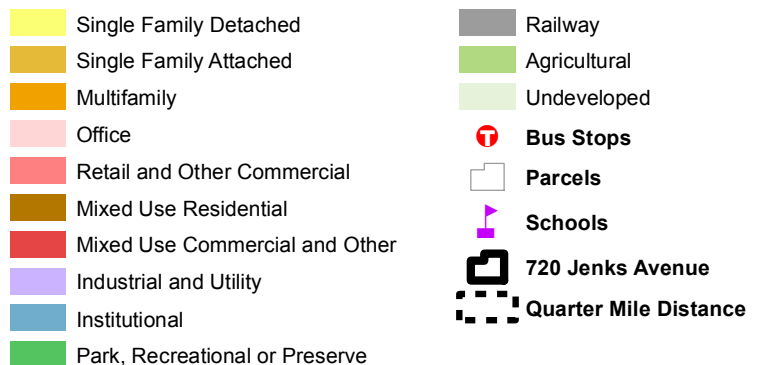 Single Family Detached
Single Family Attached
Multifamily
Office
Retail and Other Commercial
Mixed Use Residential
Mixed Use Commercial and Other
Industrial and Utility
Institutional
Park, Recreational or Preserve
Railway
Agricultural
Undeveloped
T Bus Stops
Parcels
Schools
720 Jenks Avenue
Quarter Mile Distance